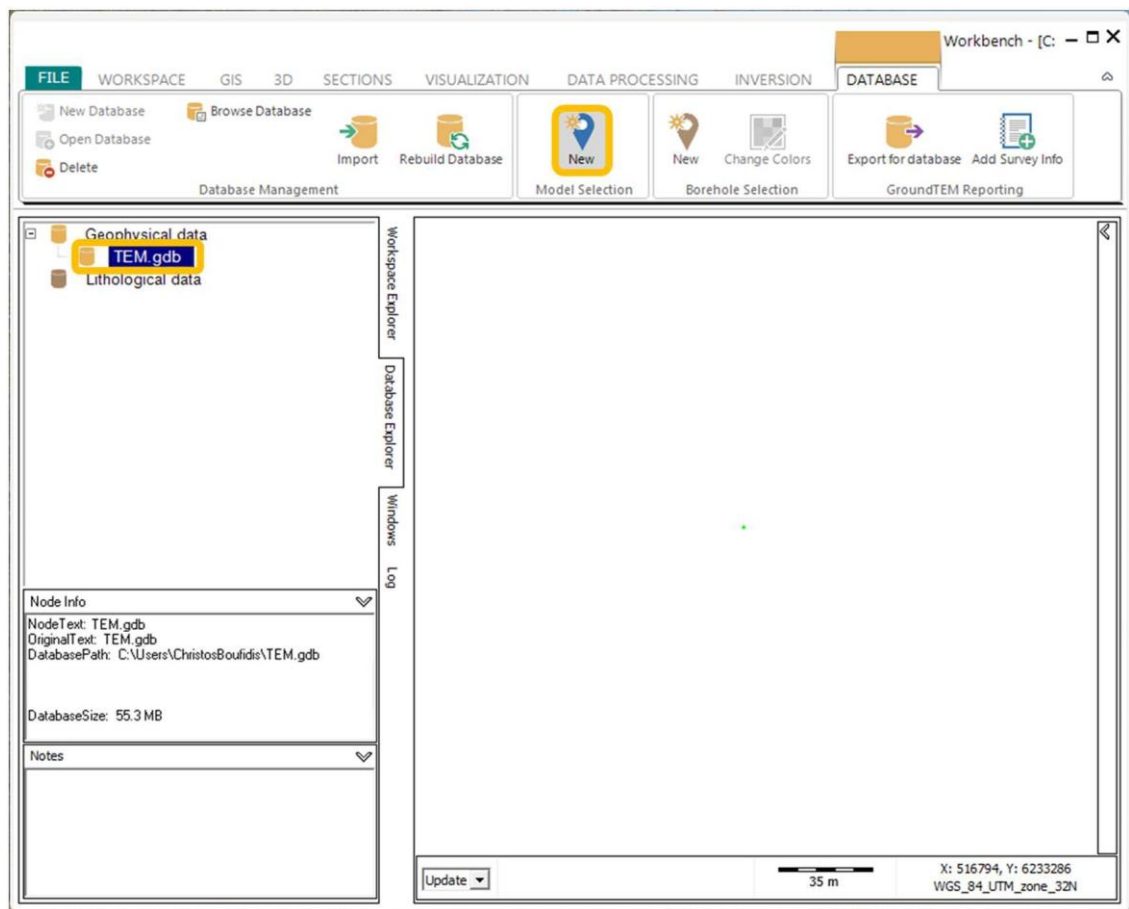 Workbench - [C:
FILE WORKSPACE GIS 3D SECTIONS VISUALIZATION DATA PROCESSING INVERSION DATABASE
New Database
Open Database
Delete
Browse Database
Import
Rebuild Database
Database Management
New
Model Selection
New
Change Colors
Borehole Selection
Export for database
Add Survey Info
GroundTEM Reporting
Geophysical data
TEM.gdb
Lithological data
Workspace Explorer
Database Explorer
Windows
Log
Node Info
NodeText: TEM.gdb
OriginalText: TEM.gdb
DatabasePath: C:\Users\ChristosBoufidis\TEM.gdb
DatabaseSize: 55.3 MB
Notes
Update
35 m
X: 516794, Y: 6233286
WGS_84_UTM_zone_32N